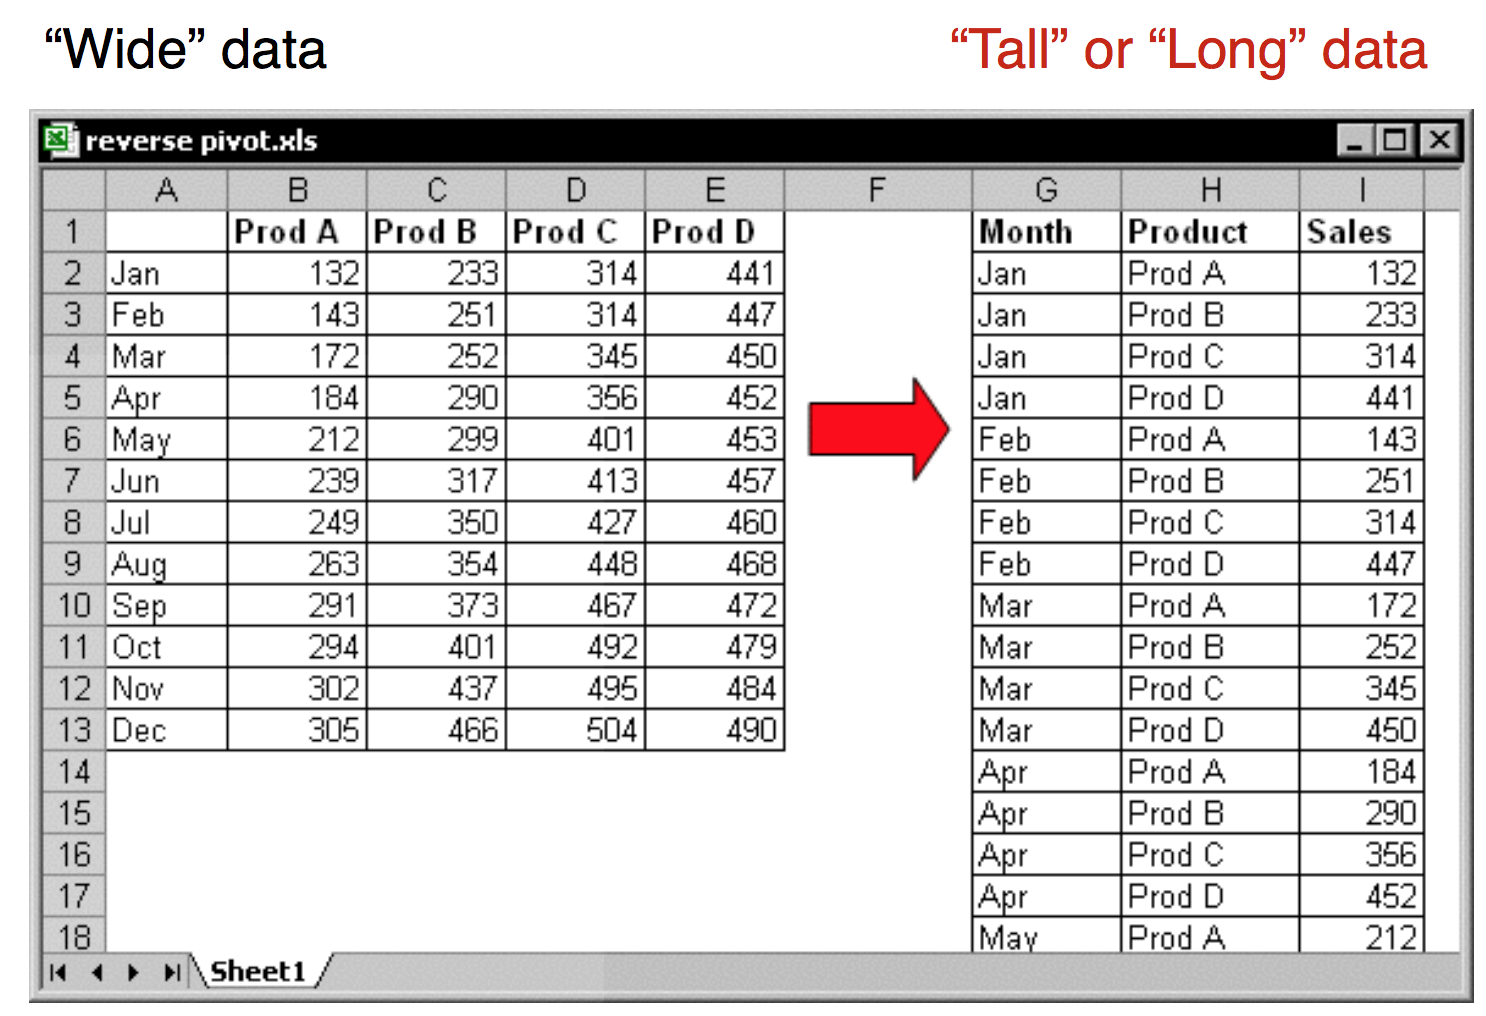 “Wide” data “Tall” or “Long” data
reverse pivot.xls
A B C D E F G H I
1 Prod A Prod B Prod C Prod D Month Product Sales
2 Jan 132 233 314 441 Jan Prod A 132
3 Feb 143 251 314 447 Jan Prod B 233
4 Mar 172 252 345 450 Jan Prod C 314
5 Apr 184 290 356 452 Jan Prod D 441
6 May 212 299 401 453 Feb Prod A 143
7 Jun 239 317 413 457 Feb Prod B 251
8 Jul 249 350 427 460 Feb Prod C 314
9 Aug 263 354 448 468 Feb Prod D 447
10 Sep 291 373 467 472 Mar Prod A 172
11 Oct 294 401 492 479 Mar Prod B 252
12 Nov 302 437 495 484 Mar Prod C 345
13 Dec 305 466 504 490 Mar Prod D 450
14 Apr Prod A 184
15 Apr Prod B 290
16 Apr Prod C 356
17 Apr Prod D 452
18 May Prod A 212
Sheet1